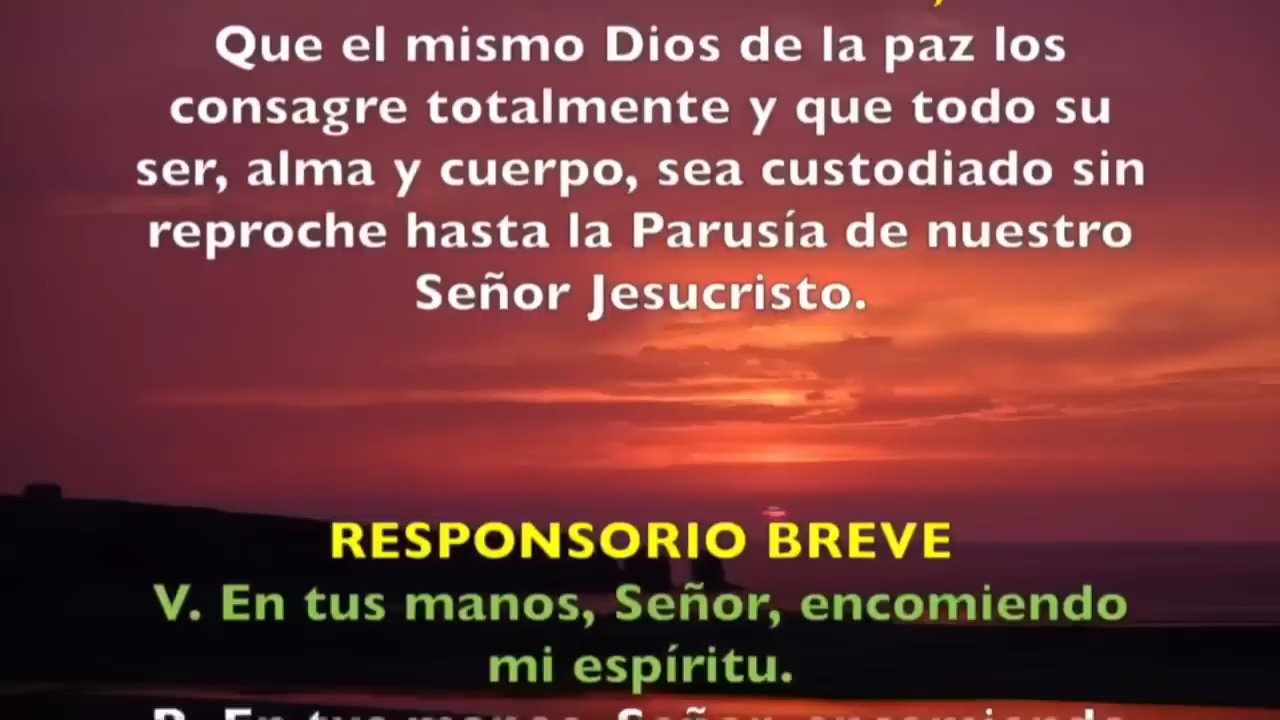 Que el mismo Dios de la paz los
consagre totalmente y que todo su
ser, alma y cuerpo, sea custodiado sin
reproche hasta la Parusía de nuestro
Señor Jesucristo.
RESPONSORIO BREVE
V. En tus manos, Señor, encomiendo
mi espíritu.
R. En tus manos, Señor, encomiendo